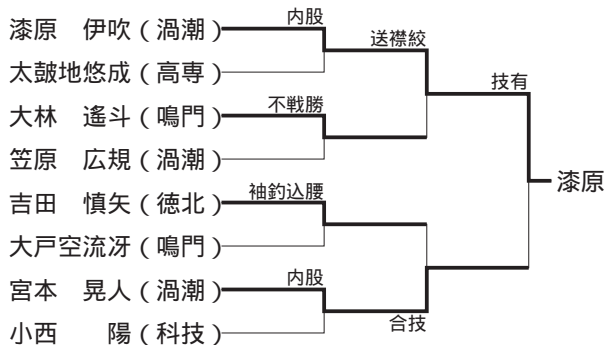 漆原　伊吹（渦潮）
太鼓地悠成（高専）
大林　遙斗（鳴門）
笠原　広規（渦潮）
吉田　慎矢（徳北）
大戸空流冴（鳴門）
宮本　晃人（渦潮）
小西　　陽（科技）
内股
不戦勝
袖釣込腰
内股
送襟絞
合技
技有
漆原